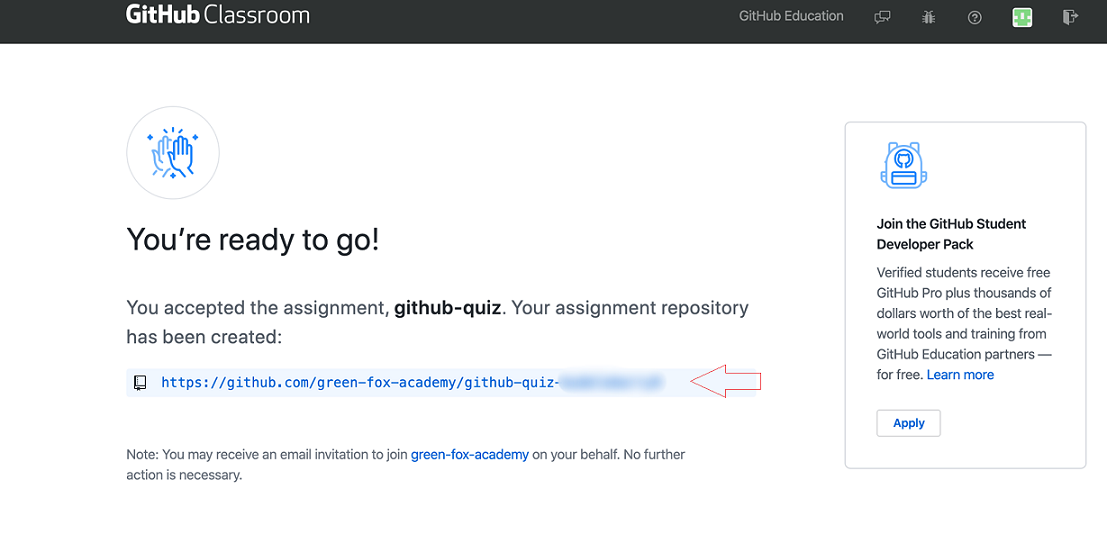 GitHub Classroom
GitHub Education
You’re ready to go!
You accepted the assignment, github-quiz. Your assignment repository
has been created:
https://github.com/green-fox-academy/github-quiz-
Note: You may receive an email invitation to join green-fox-academy on your behalf. No further
action is necessary.
Join the GitHub Student
Developer Pack
Verified students receive free
GitHub Pro plus thousands of
dollars worth of the best real-
world tools and training from
GitHub Education partners —
for free. Learn more
Apply